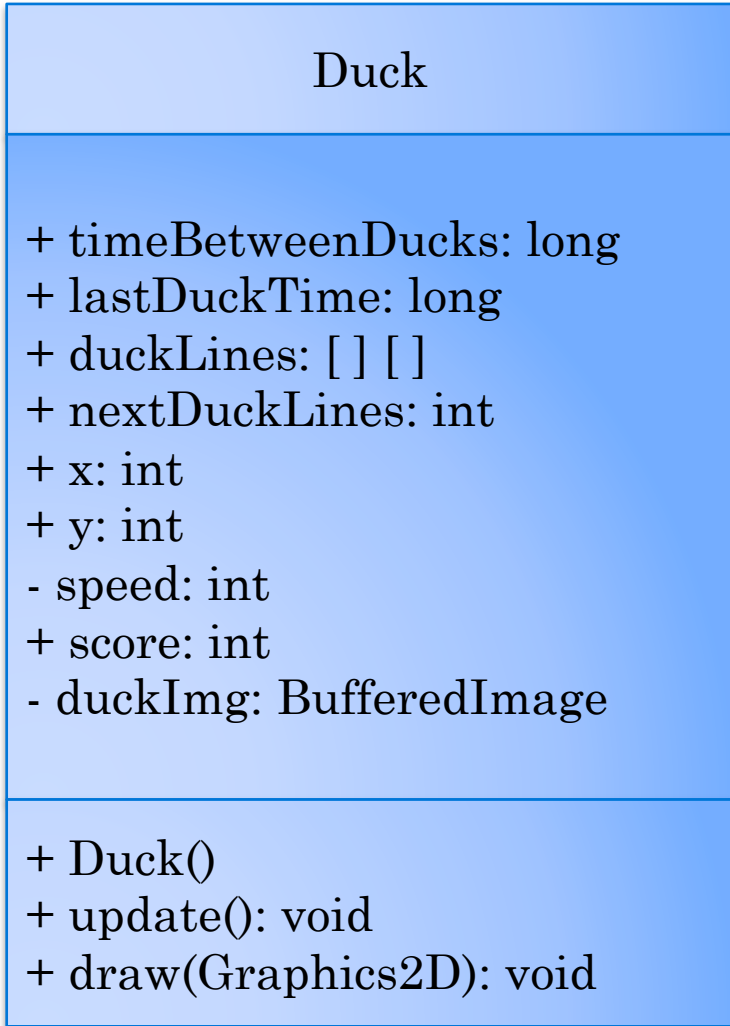 Duck
+ timeBetweenDucks: long
+ lastDuckTime: long
+ duckLines: [ ] [ ]
+ nextDuckLines: int
+ x: int
+ y: int
- speed: int
+ score: int
- duckImg: BufferedImage
+ Duck()
+ update(): void
+ draw(Graphics2D): void